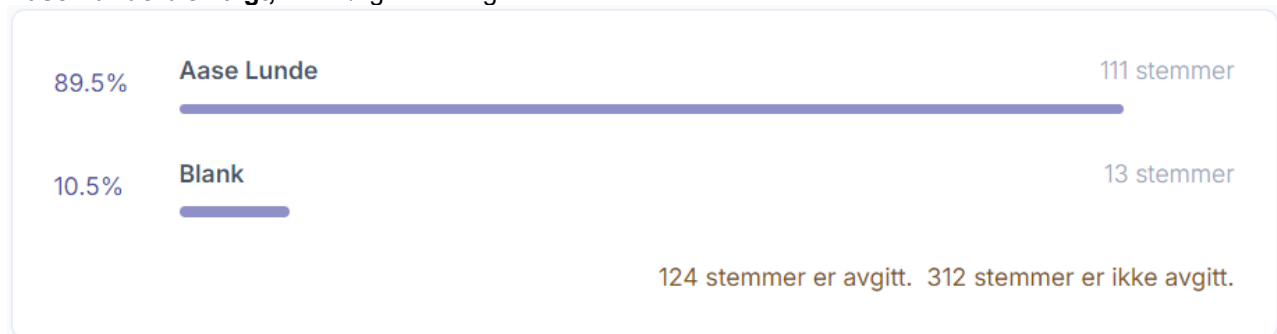 89.5% Aase Lunde 111 stemmer
10.5% Blank 13 stemmer
124 stemmer er avgitt. 312 stemmer er ikke avgitt.